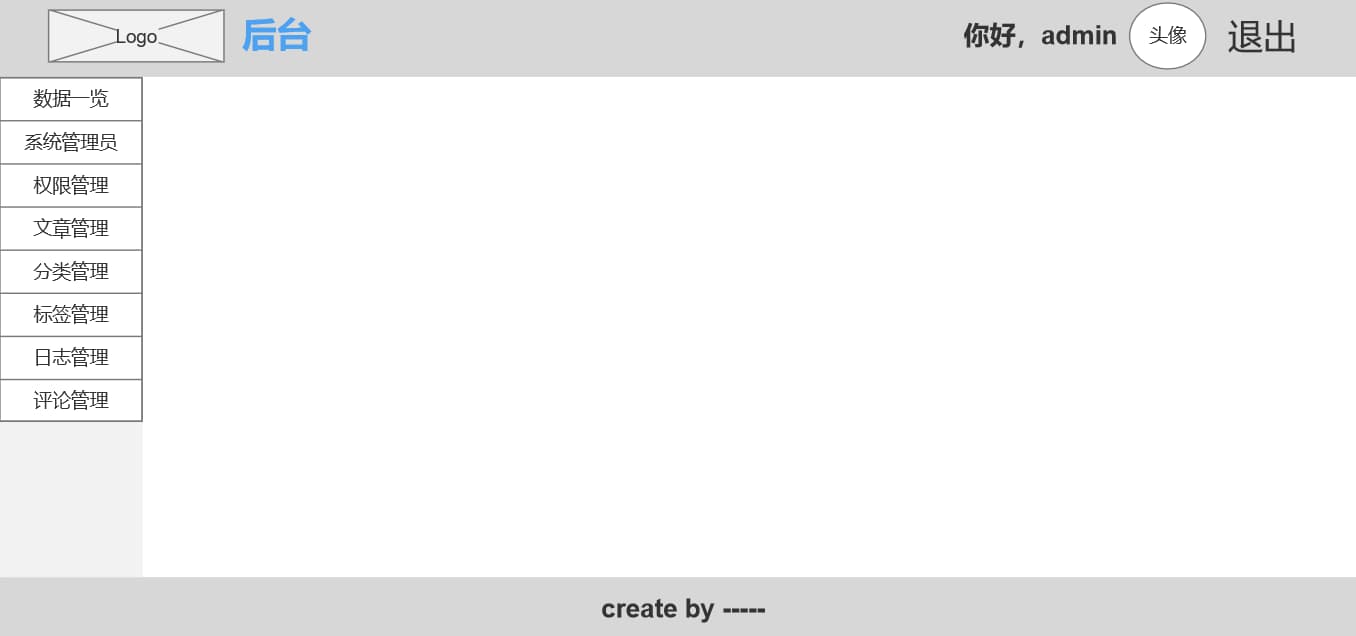 Logo
后台
你好，admin
头像
退出
数据一览
系统管理员
权限管理
文章管理
分类管理
标签管理
日志管理
评论管理
create by -----